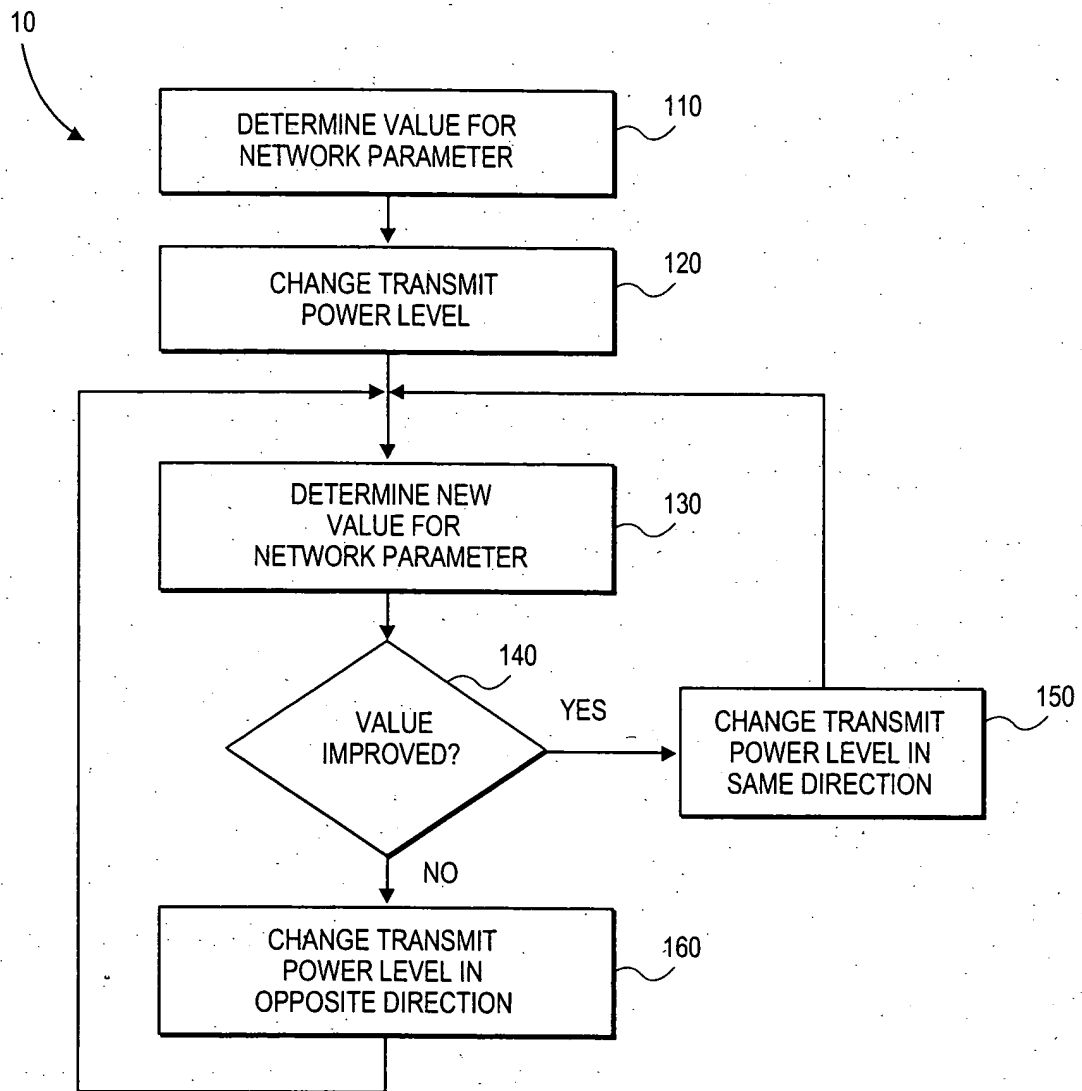 10
DETERMINE VALUE FOR
NETWORK PARAMETER
110
CHANGE TRANSMIT
POWER LEVEL
120
DETERMINE NEW
VALUE FOR
NETWORK PARAMETER
130
VALUE
IMPROVED?
140
YES
CHANGE TRANSMIT
POWER LEVEL IN
SAME DIRECTION
150
NO
CHANGE TRANSMIT
POWER LEVEL IN
OPPOSITE DIRECTION
160